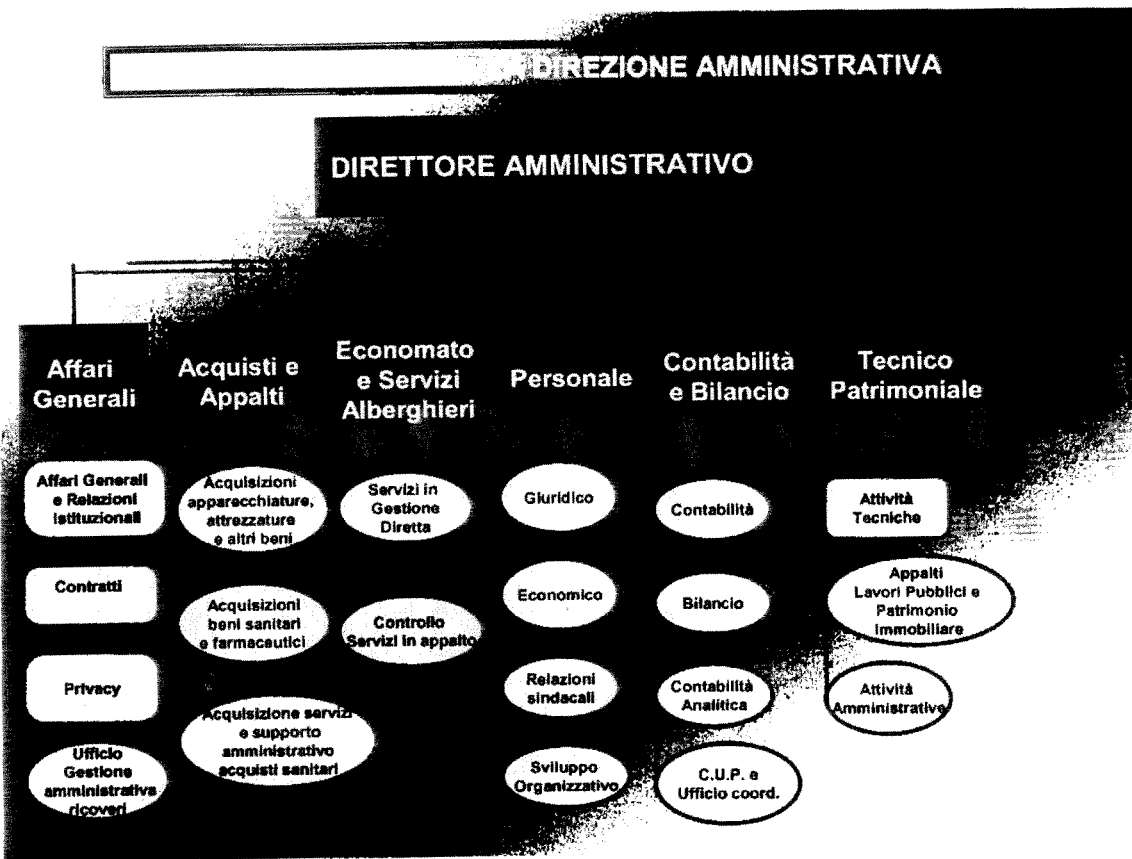 DIREZIONE AMMINISTRATIVA
DIRETTORE AMMINISTRATIVO
Affari
Generali
Acquisti e
Appalti
Economato
e Servizi
Alberghieri
Personale
Contabilità
e Bilancio
Tecnico
Patrimoniale
Affari Generali
e Relazioni
Istituzionali
Contratti
Privacy
Ufficio
Gestione
amministrativa
ricoveri
Acquisizioni
apparecchiature,
attrezzature
e altri beni
Acquisizioni
beni sanitari
e farmaceutici
Acquisizione servizi
e supporto
amministrativo
acquisti sanitari
Servizi in
Gestione
Diretta
Controllo
Servizi in appalto
Giuridico
Economico
Relazioni
sindacali
Sviluppo
Organizzativo
Contabilità
Bilancio
Contabilità
Analitica
C.U.P. e
Ufficio coord.
Attività
Tecniche
Appalti
Lavori Pubblici e
Patrimonio
Immobiliare
Attività
Amministrative